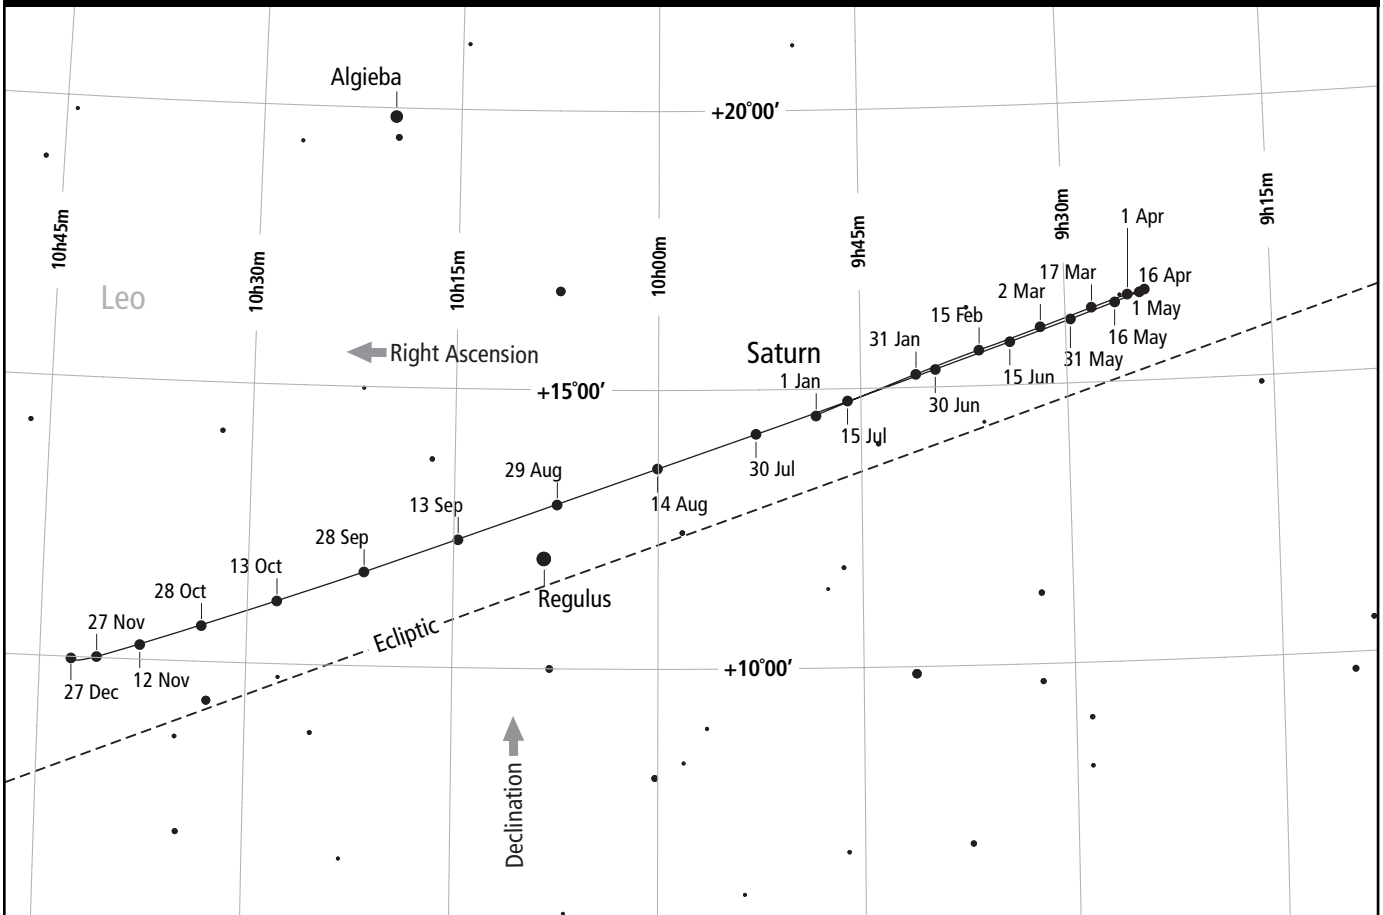 Algieba
+20°00′
10h45m
10h30m
10h15m
10h00m
9h45m
9h30m
9h15m
1 Apr
17 Mar
16 Apr
2 Mar
1 May
Leo
15 Feb
16 May
31 Jan
31 May
Right Ascension
Saturn
15 Jun
1 Jan
+15°00′
30 Jun
15 Jul
29 Aug
30 Jul
13 Sep
14 Aug
28 Sep
13 Oct
28 Oct
Regulus
27 Nov
Ecliptic
+10°00′
12 Nov
27 Dec
Declination